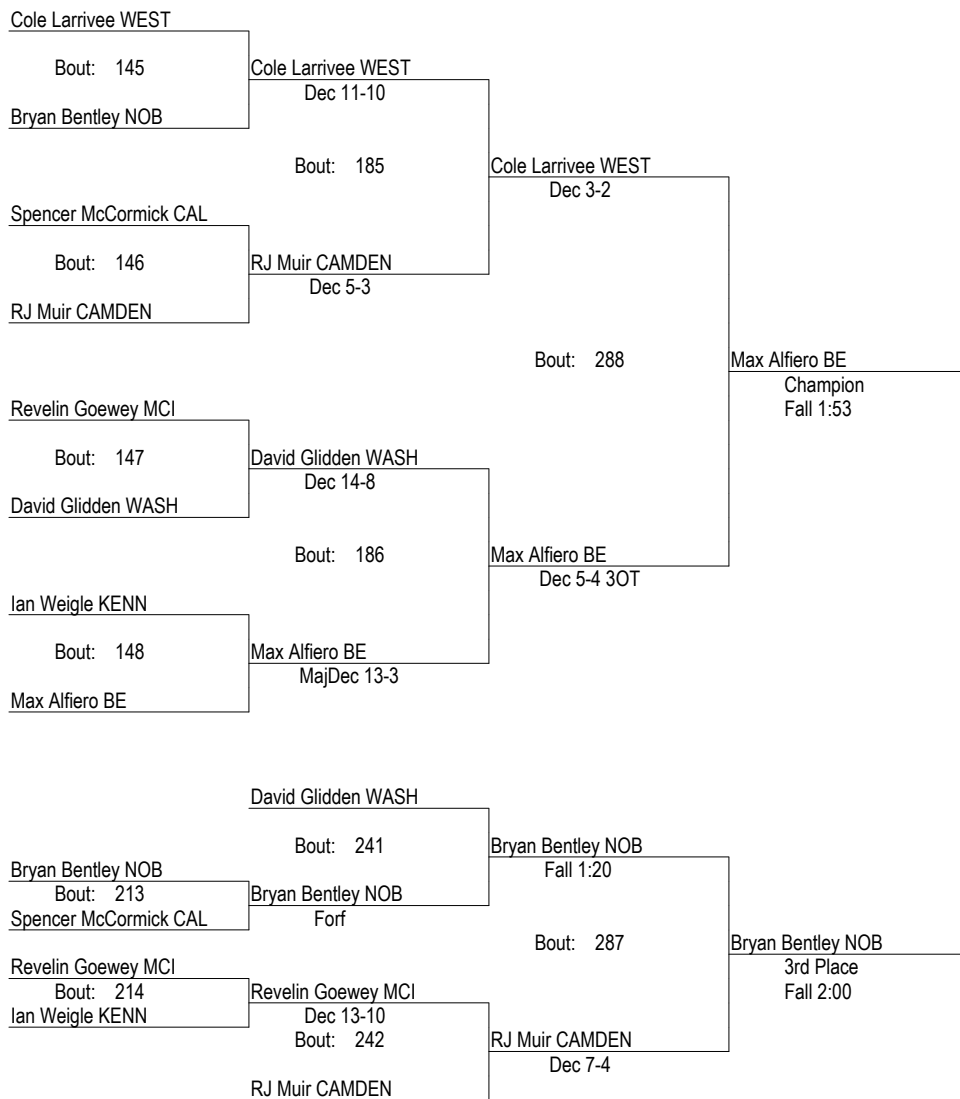 Cole Larrivee WEST
Bout: 145
Cole Larrivee WEST
Dec 11-10
Bryan Bentley NOB
Bout: 185
Cole Larrivee WEST
Dec 3-2
Spencer McCormick CAL
Bout: 146
RJ Muir CAMDEN
Dec 5-3
RJ Muir CAMDEN
Bout: 288
Max Alfiero BE
Champion
Fall 1:53
Revelin Goewey MCI
Bout: 147
David Glidden WASH
Dec 14-8
David Glidden WASH
Bout: 186
Max Alfiero BE
Dec 5-4 3OT
Ian Weigle KENN
Bout: 148
Max Alfiero BE
MajDec 13-3
Max Alfiero BE
David Glidden WASH
Bout: 241
Bryan Bentley NOB
Fall 1:20
Bryan Bentley NOB
Bout: 213
Bryan Bentley NOB
Forf
Spencer McCormick CAL
Bout: 287
Bryan Bentley NOB
3rd Place
Fall 2:00
Revelin Goewey MCI
Bout: 214
Revelin Goewey MCI
Dec 13-10
Ian Weigle KENN
Bout: 242
RJ Muir CAMDEN
Dec 7-4
RJ Muir CAMDEN